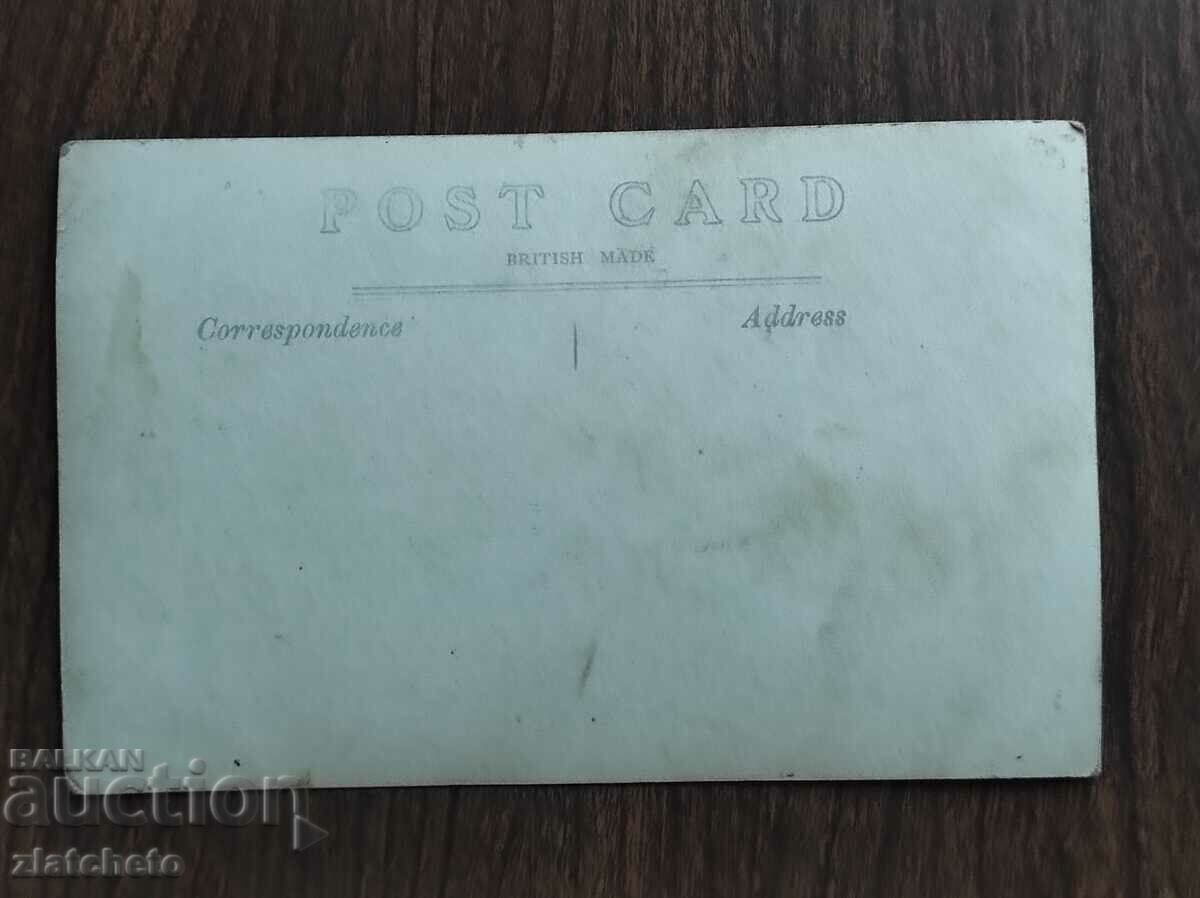 POST CARD
BRITISH MADE
Correspondence
Address
BALKAN
auction
zlatcheto